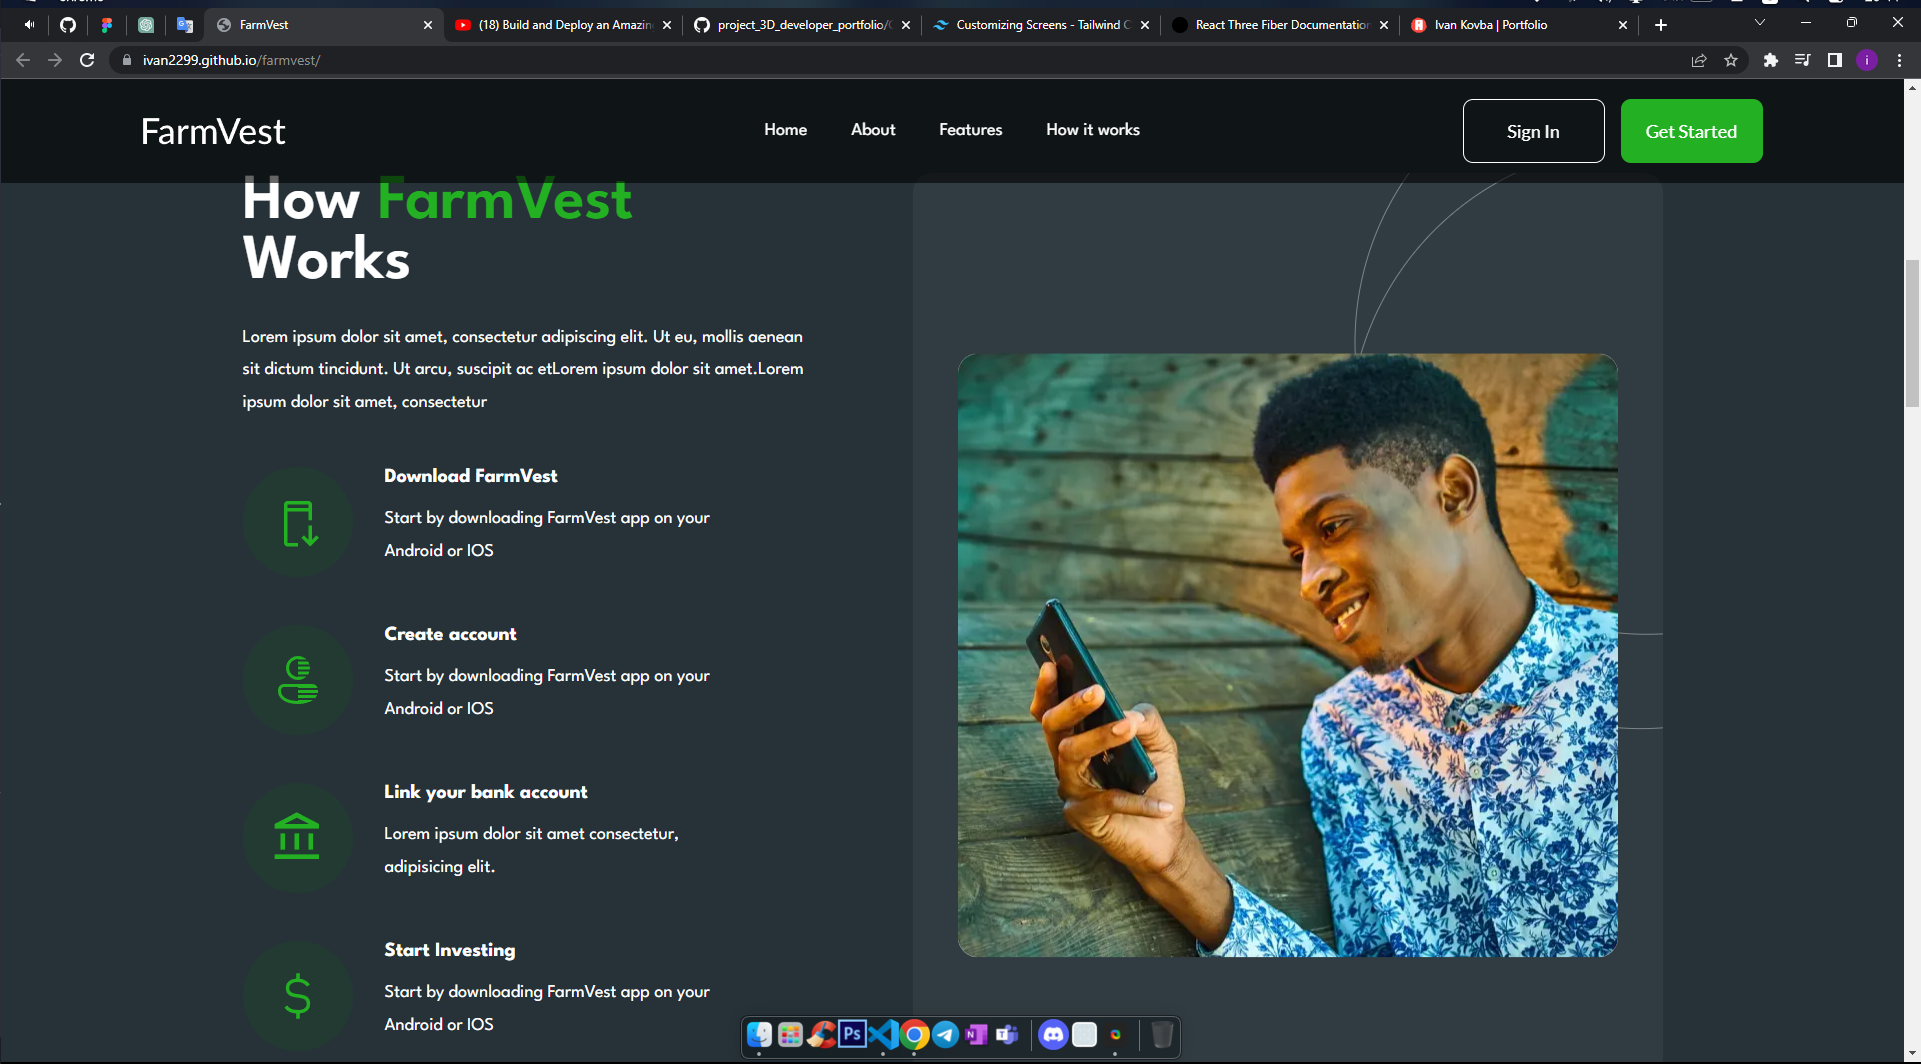 FarmVest
(18) Build and Deploy an Amazin
project_3D_developer_portfolio/
Customizing Screens - Tailwind C
React Three Fiber Documentation
Ivan Kovba | Portfolio
ivan2299.github.io/farmvest/
i
FarmVest
Home
About
Features
How it works
Sign In
Get Started
How FarmVest
Works
Lorem ipsum dolor sit amet, consectetur adipiscing elit. Ut eu, mollis aenean
sit dictum tincidunt. Ut arcu, suscipit ac etLorem ipsum dolor sit amet.Lorem
ipsum dolor sit amet, consectetur
Download FarmVest
Start by downloading FarmVest app on your
Android or IOS
Create account
Start by downloading FarmVest app on your
Android or IOS
Link your bank account
Lorem ipsum dolor sit amet consectetur,
adipisicing elit.
Start Investing
Start by downloading FarmVest app on your
Android or IOS
Ps
N
T